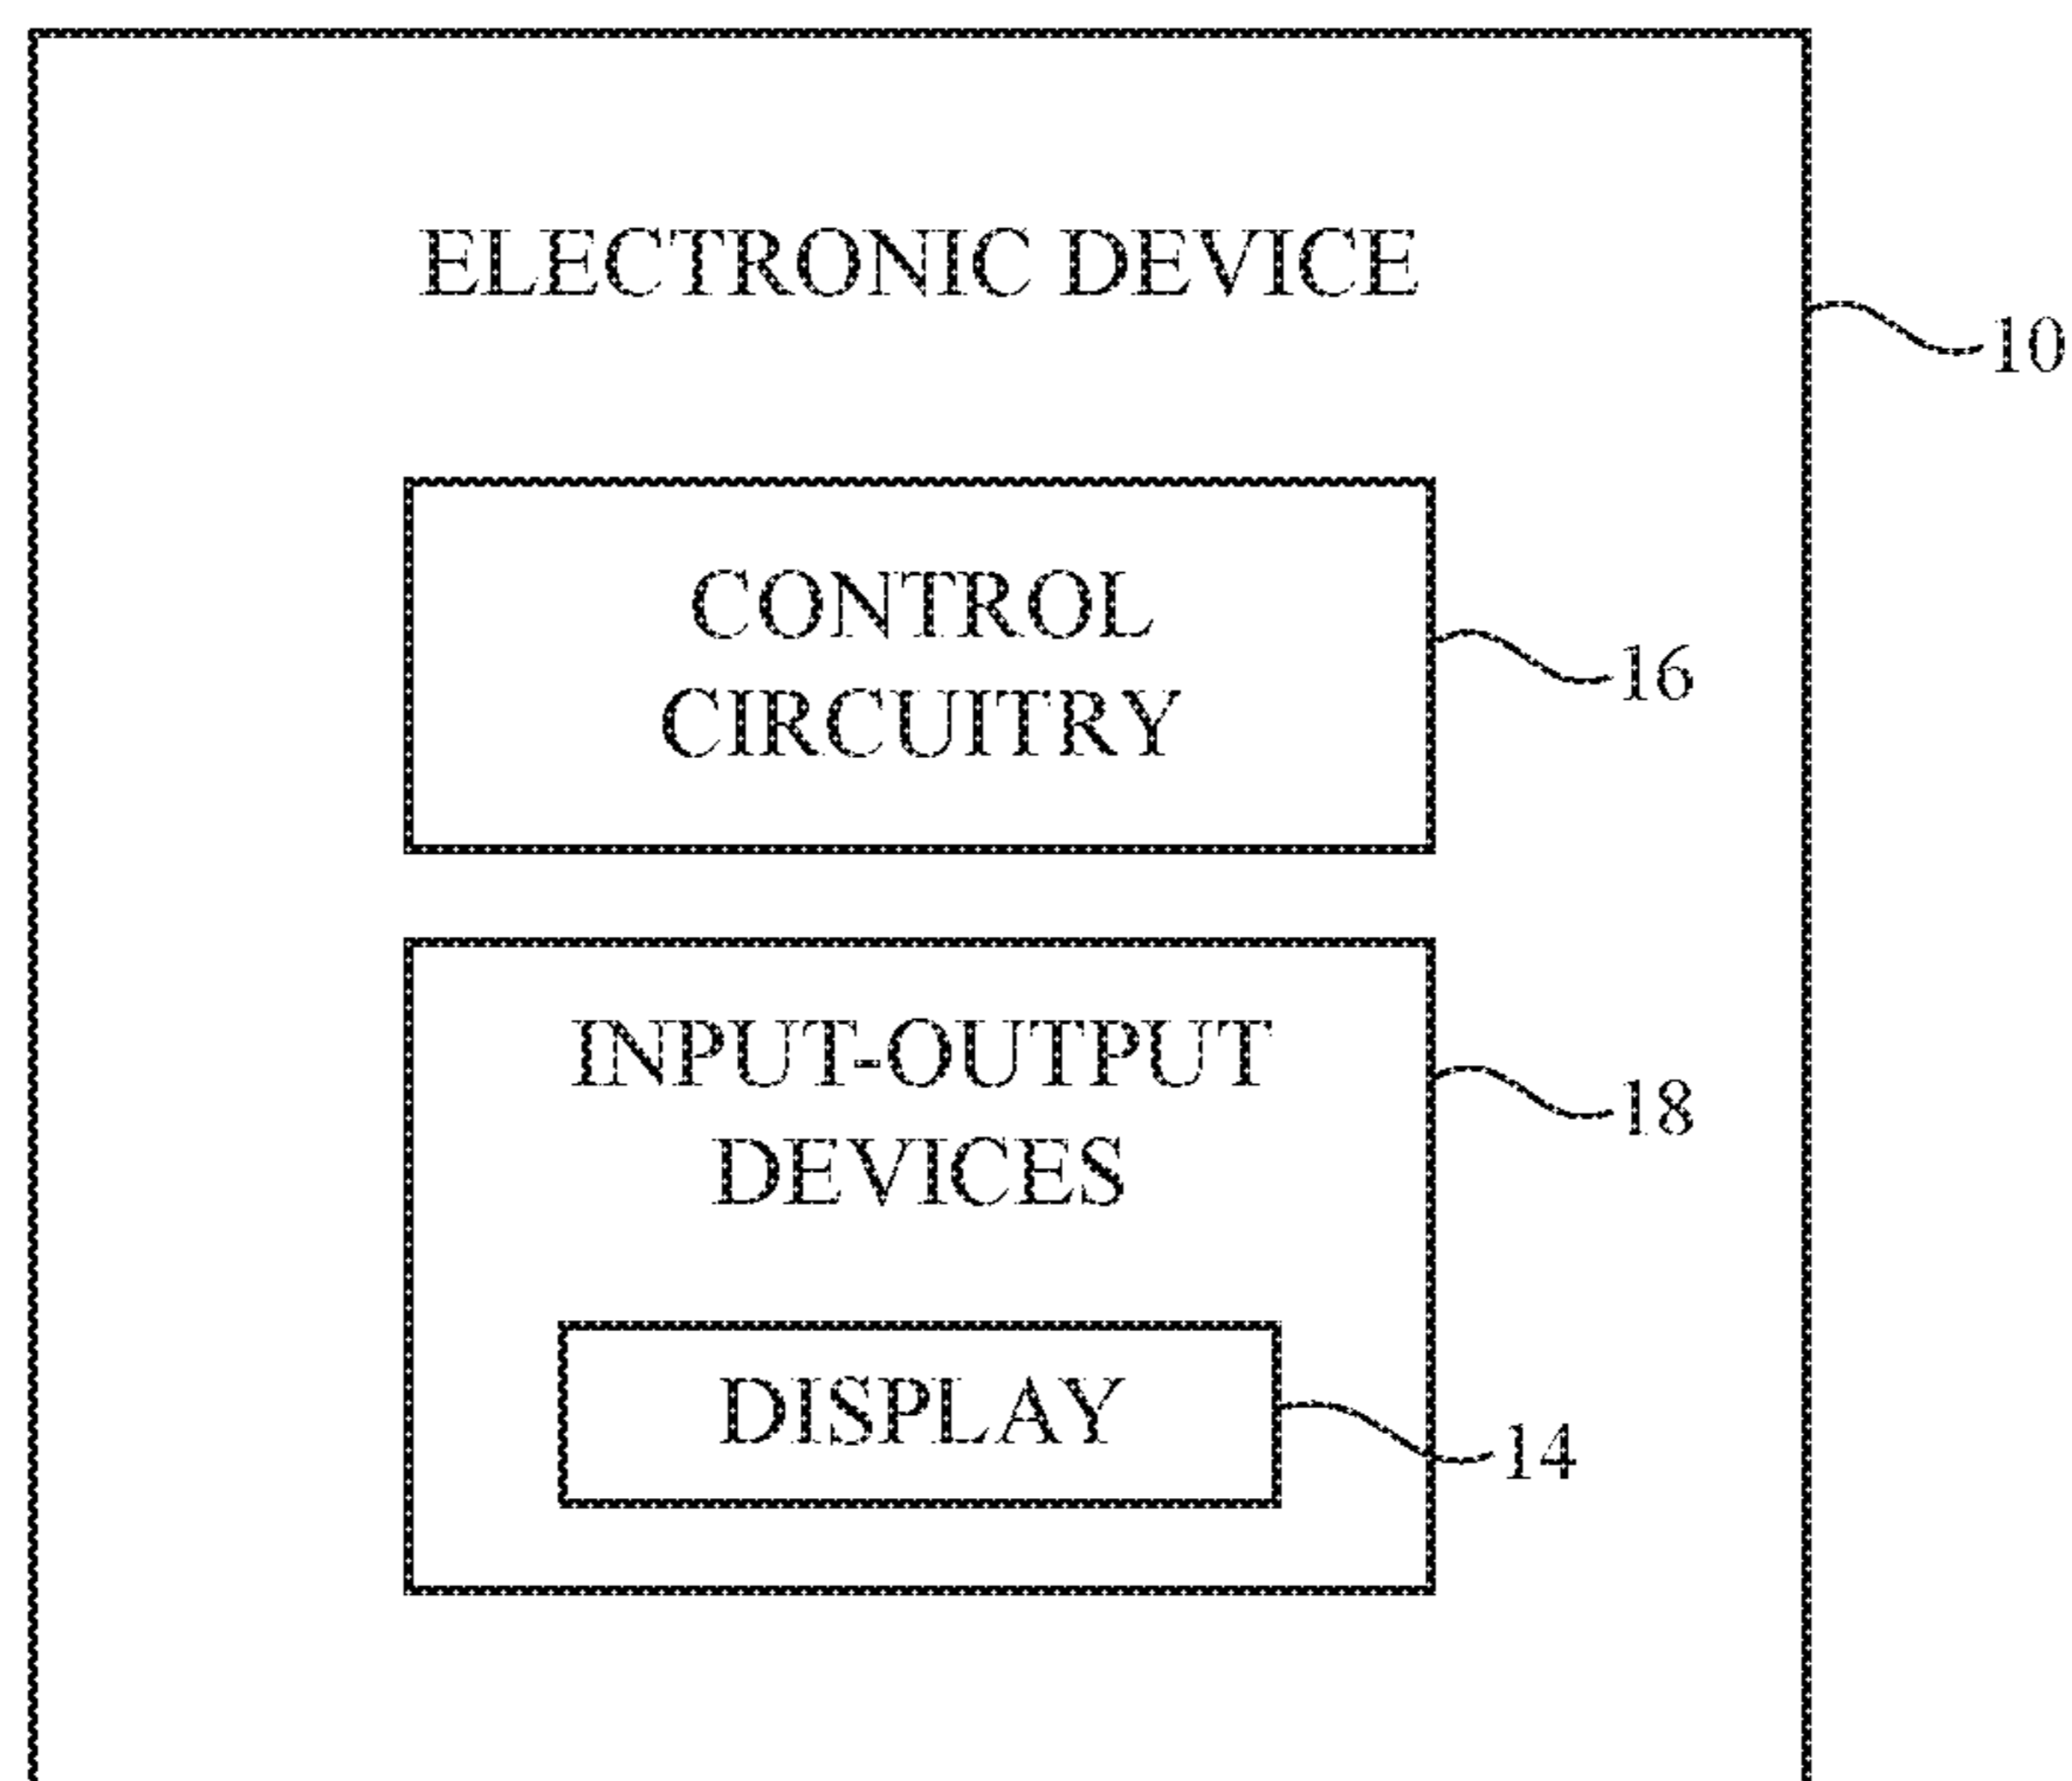 ELECTRONIC DEVICE
10
CONTROL
CIRCUITRY
16
INPUT-OUTPUT
DEVICES
18
DISPLAY
14